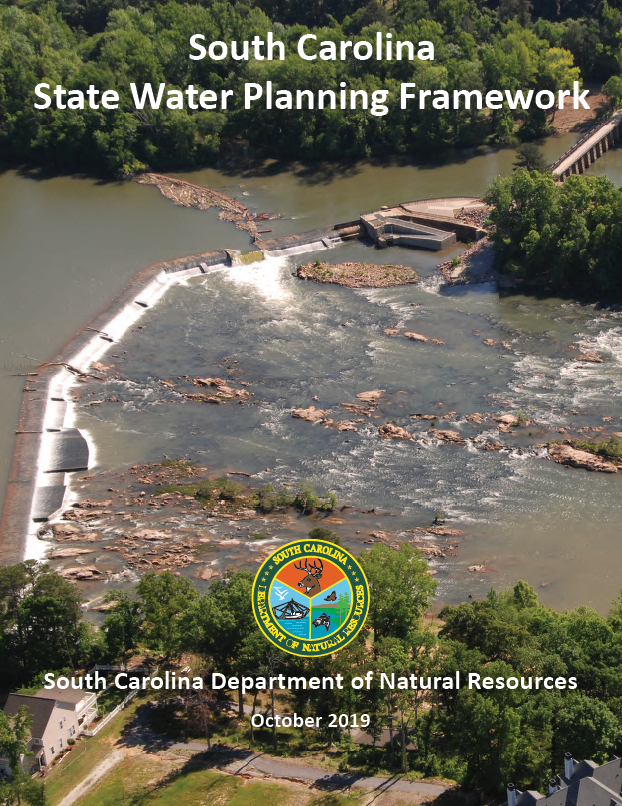 South Carolina
State Water Planning Framework
SOUTH CAROLINA
DEPARTMENT OF NATURAL RESOURCES
South Carolina Department of Natural Resources
October 2019